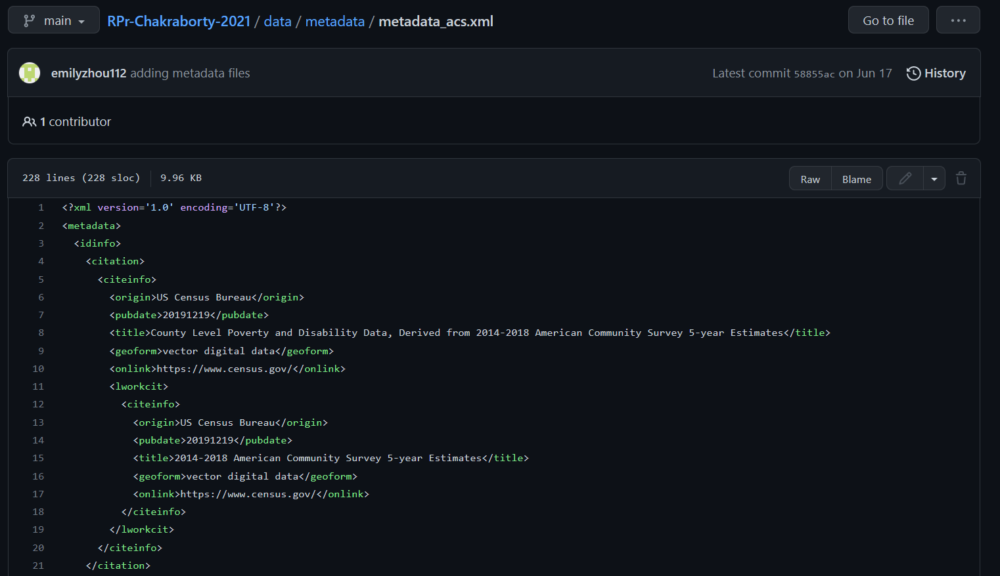 main RPr-Chakraborty-2021 / data / metadata / metadata_acs.xml Go to file ...
emilyzhou112 adding metadata files Latest commit 58855ac on Jun 17 History
1 contributor
228 lines (228 sloc) 9.96 KB Raw Blame
1 <?xml version='1.0' encoding='UTF-8'?>
2 <metadata>
3 <idinfo>
4 <citation>
5 <citeinfo>
6 <origin>US Census Bureau</origin>
7 <pubdate>20191219</pubdate>
8 <title>County Level Poverty and Disability Data, Derived from 2014-2018 American Community Survey 5-year Estimates</title>
9 <geoform>vector digital data</geoform>
10 <onlink>https://www.census.gov/</onlink>
11 <lworkcit>
12 <citeinfo>
13 <origin>US Census Bureau</origin>
14 <pubdate>20191219</pubdate>
15 <title>2014-2018 American Community Survey 5-year Estimates</title>
16 <geoform>vector digital data</geoform>
17 <onlink>https://www.census.gov/</onlink>
18 </citeinfo>
19 </lworkcit>
20 </citeinfo>
21 </citation>